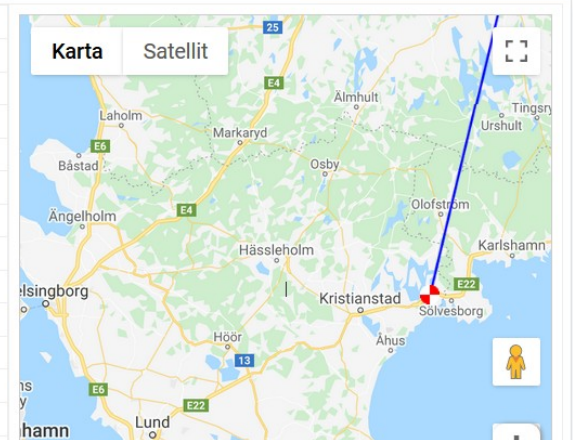 Karta
Satellit
25
E4
Älmhult
Laholm
Tingsry
Urshult
Markaryd
E6
Osby
Båstad
E4
Olofström
Ängelholm
Karlshamn
Hässleholm
E22
elsingborg
Kristianstad
Sölvesborg
Höör
Åhus
13
E6
E22
Lund
ns
hamn